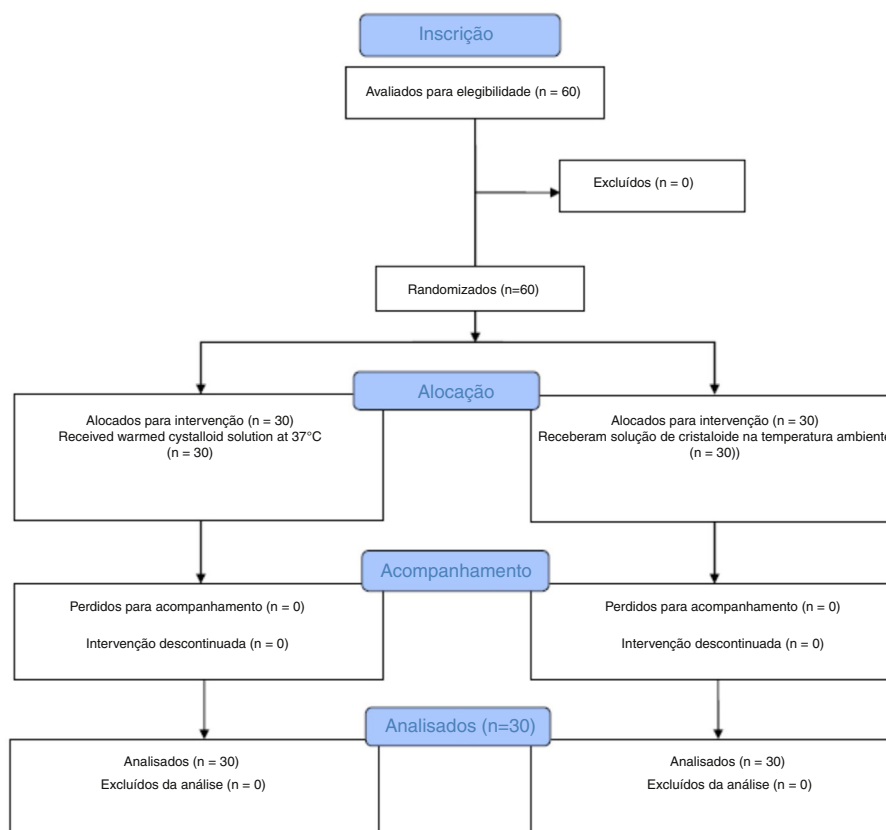 Inscrição
Avaliados para elegibilidade (n = 60)
Excluídos (n = 0)
Randomizados (n=60)
Alocação
Alocados para intervenção (n = 30)
Received warmed cystalloid solution at 37°C
(n = 30)
Alocados para intervenção (n = 30)
Receberam solução de cristaloide na temperatura ambiente
(n = 30))
Acompanhamento
Perdidos para acompanhamento (n = 0)
Intervenção descontinuada (n = 0)
Perdidos para acompanhamento (n = 0)
Intervenção descontinuada (n = 0)
Analisados (n=30)
Analisados (n = 30)
Excluídos da análise (n = 0)
Analisados (n = 30)
Excluídos da análise (n = 0)